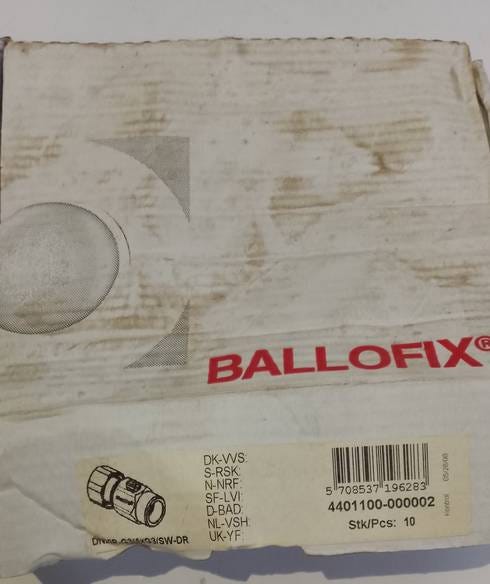 BALLOFIX®
DK-VVS:
S-RSK:
N-NRF:
SF-LVI:
D-BAD:
NL-VSH:
UK-YF:
5 708537 196283
4401100-000002
Stk/Pcs: 10
Kontrol: